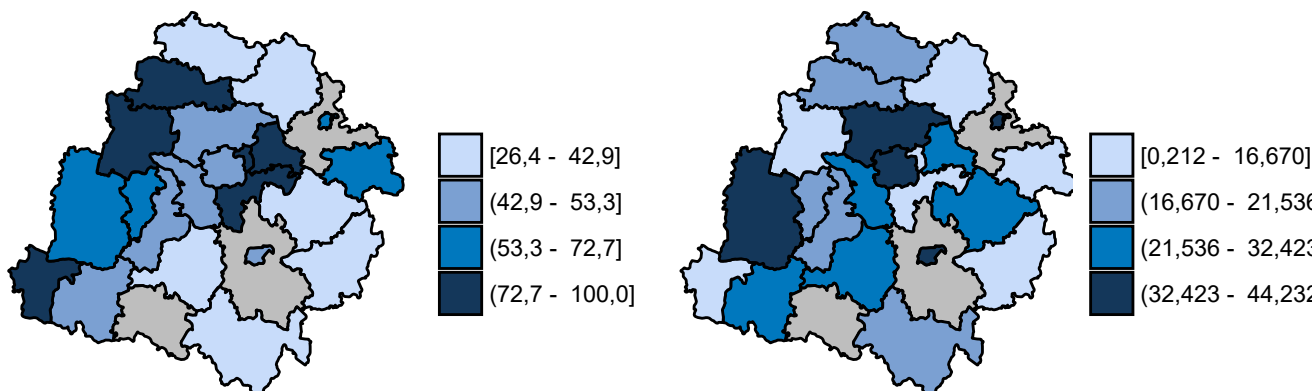 [26,4 - 42,9]
(42,9 - 53,3]
(53,3 - 72,7]
(72,7 - 100,0]
[0,212 - 16,670]
(16,670 - 21,536
(21,536 - 32,423
(32,423 - 44,232